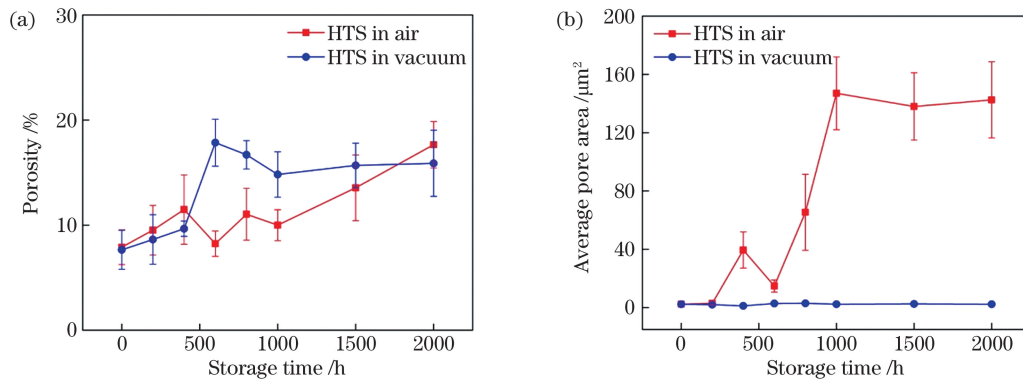 (a)
30
20
10
0
Porosity /%
HTS in air
HTS in vacuum
0 500 1000 1500 2000
Storage time /h
(b)
200
160
120
80
40
0
Average pore area /μm²
HTS in air
HTS in vacuum
0 500 1000 1500 2000
Storage time /h